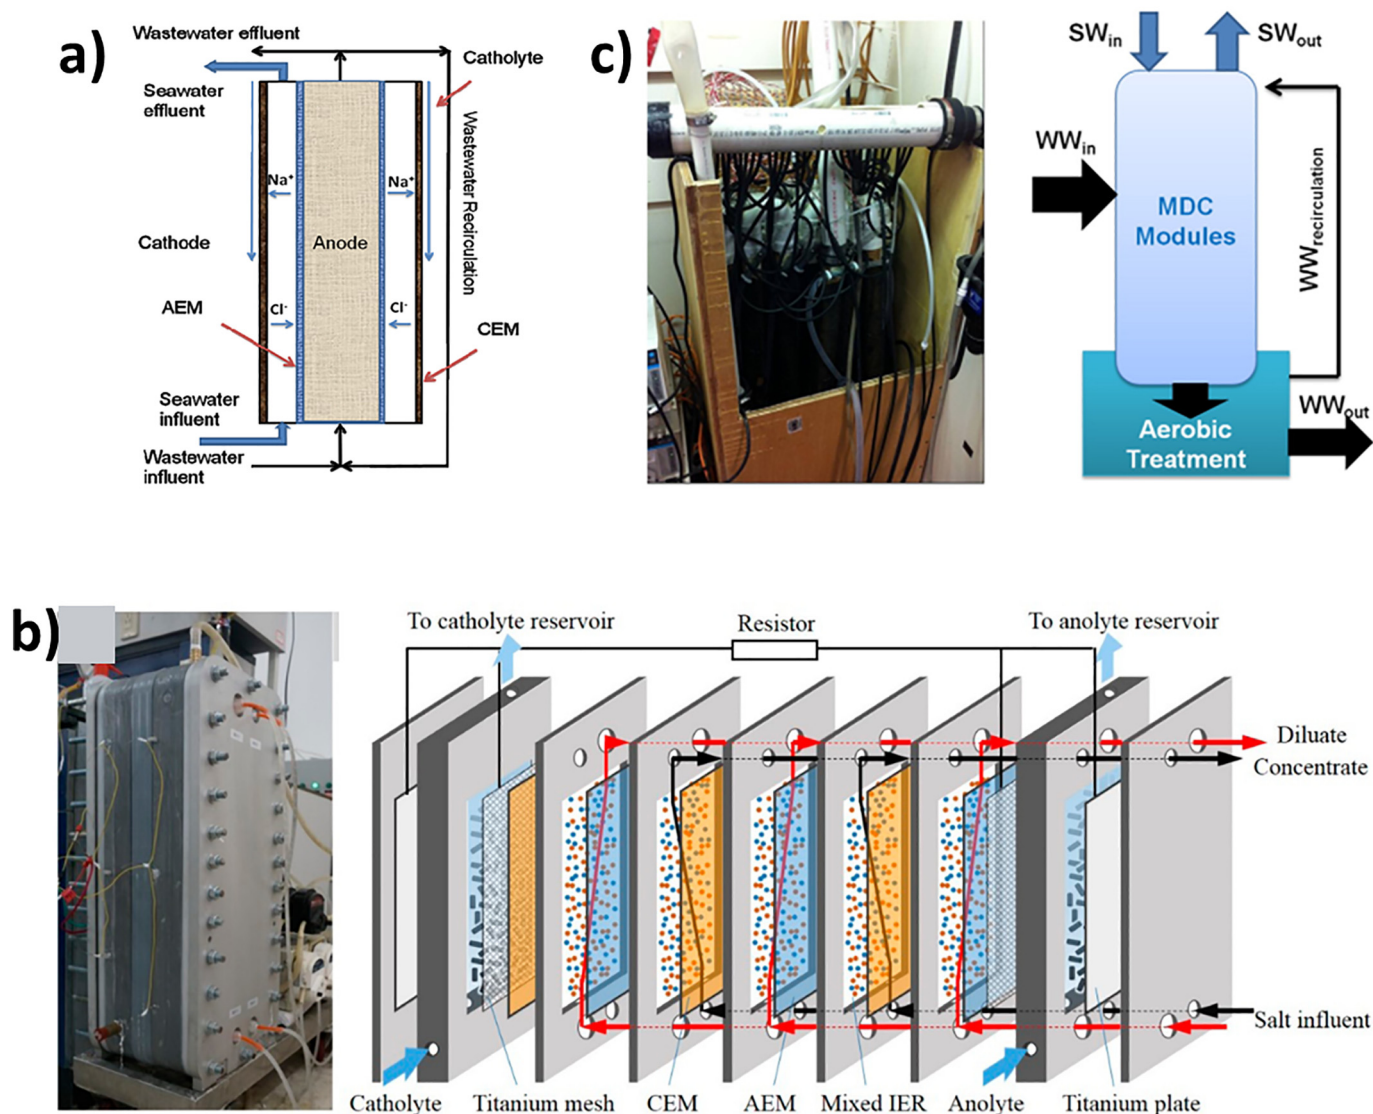 a)
Wastewater effluent
Catholyte
Seawater
effluent
Na⁺
Na⁺
Wastewater Recirculation
Cathode
Anode
AEM
Cl⁻
Cl⁻
CEM
Seawater
influent
Wastewater
influent
c)
SWin
SWout
WWin
MDC
Modules
WWrecirculation
WWout
Aerobic
Treatment
b)
To catholyte reservoir
Resistor
To anolyte reservoir
Diluate
Concentrate
Salt influent
Catholyte
Titanium mesh
CEM
AEM
Mixed IER
Anolyte
Titanium plate